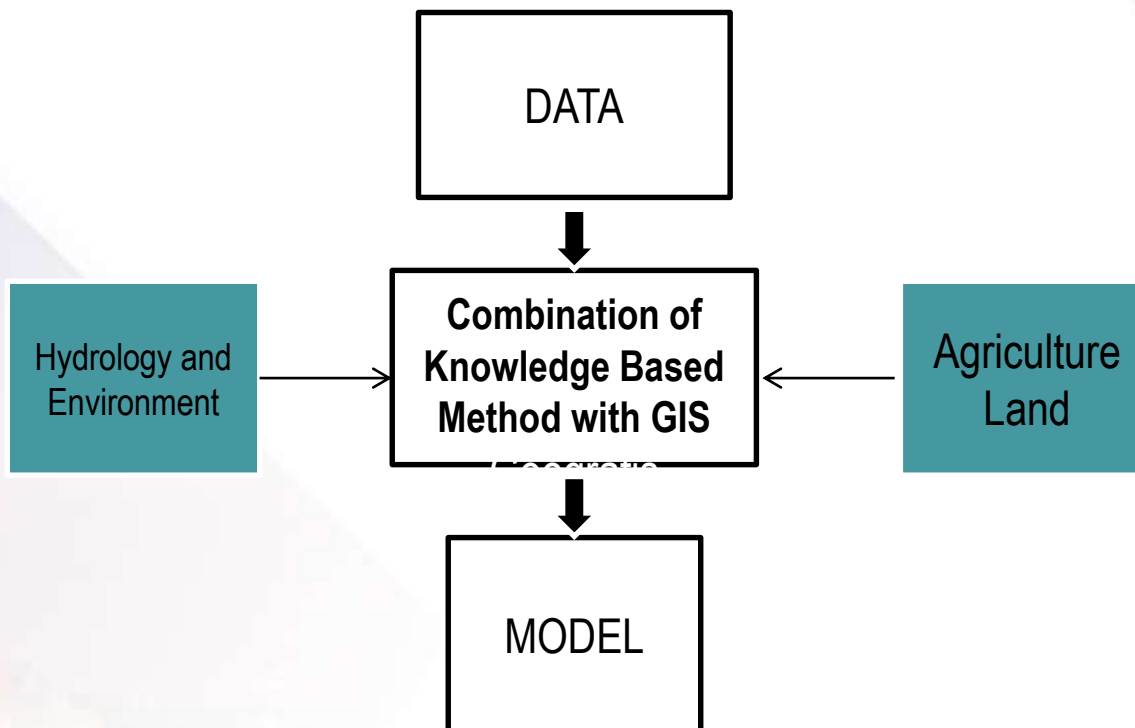 DATA
Hydrology and
Environment
Combination of
Knowledge Based
Method with GIS
Agriculture
Land
MODEL